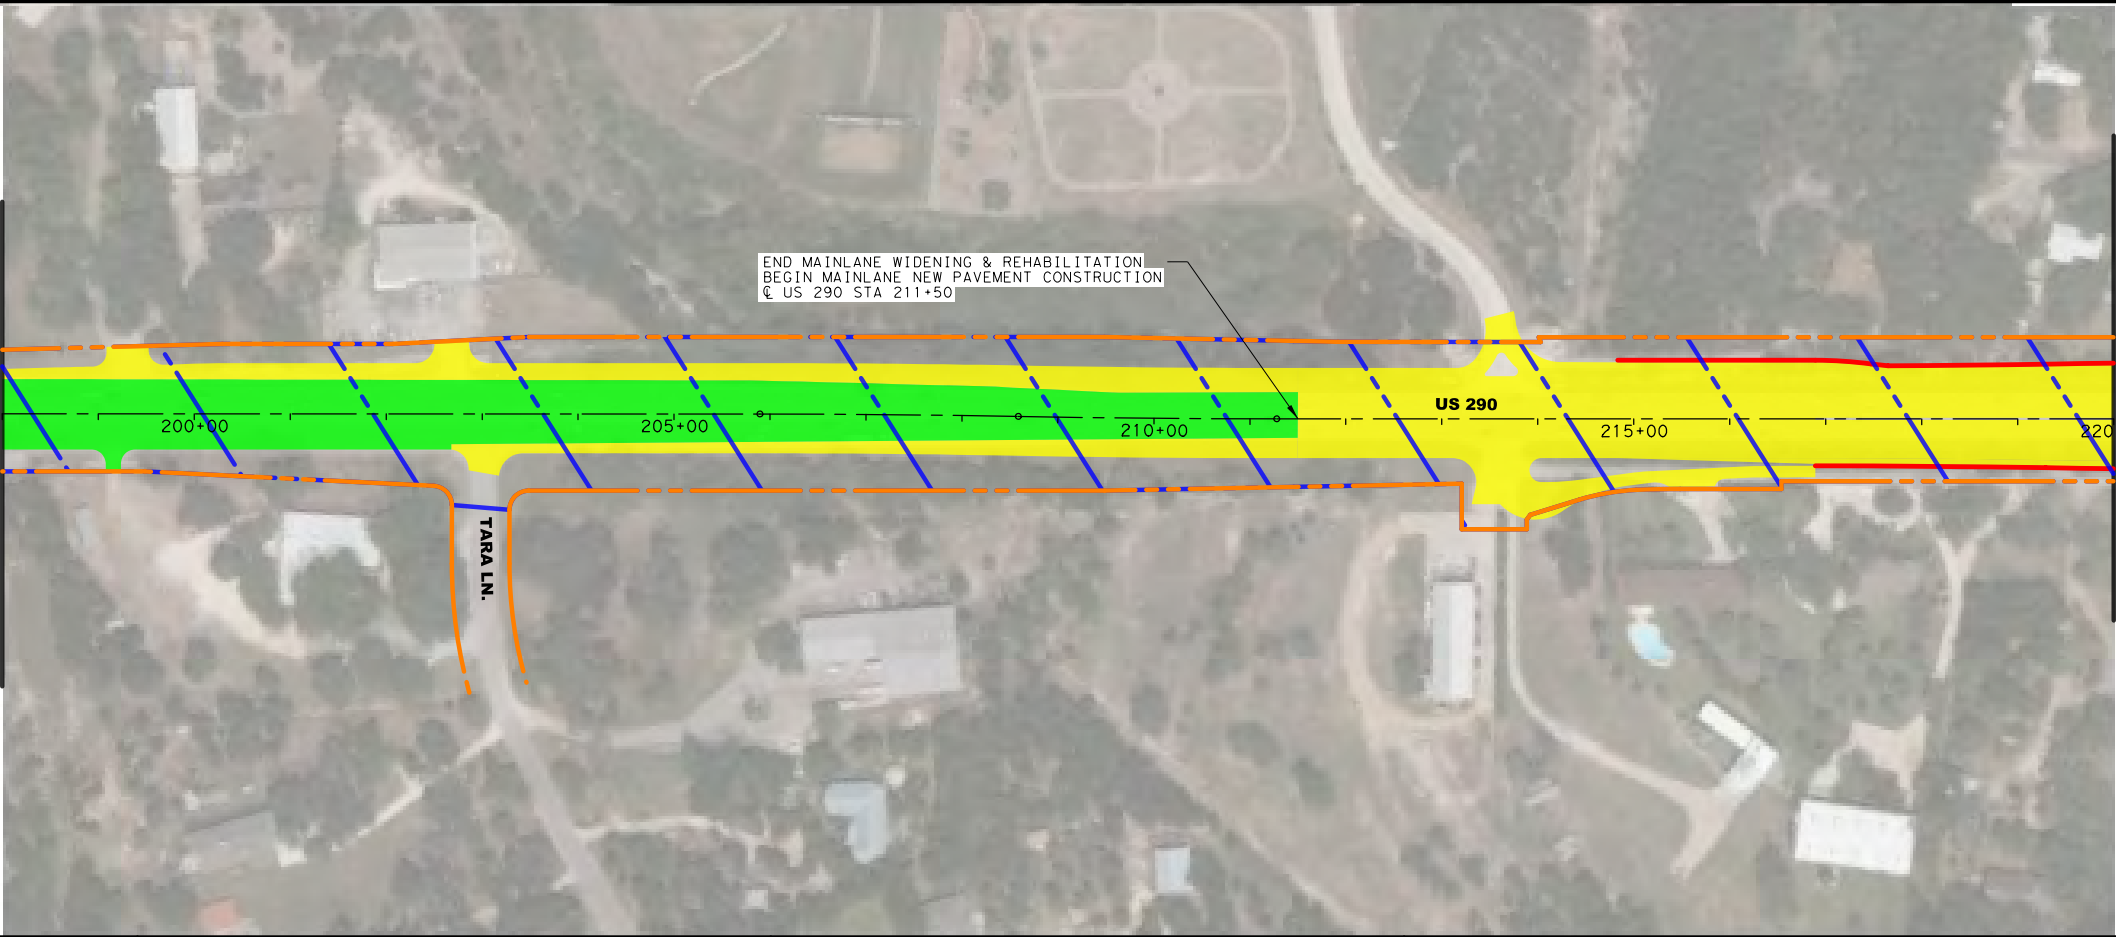 END MAINLANE WIDENING & REHABILITATION
BEGIN MAINLANE NEW PAVEMENT CONSTRUCTION
℄ US 290 STA 211+50
US 290
200+00
205+00
210+00
215+00
220
TARA LN.